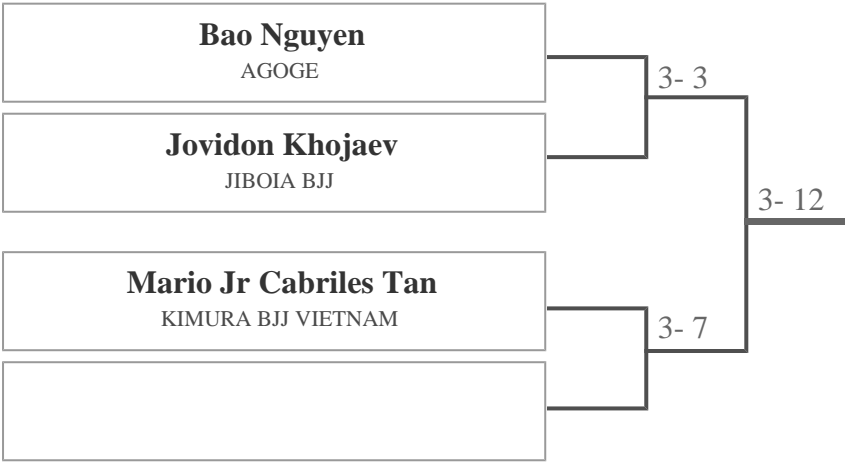 Bao Nguyen
AGOGE
3- 3
Jovidon Khojaev
JIBOIA BJJ
3- 12
Mario Jr Cabriles Tan
KIMURA BJJ VIETNAM
3- 7